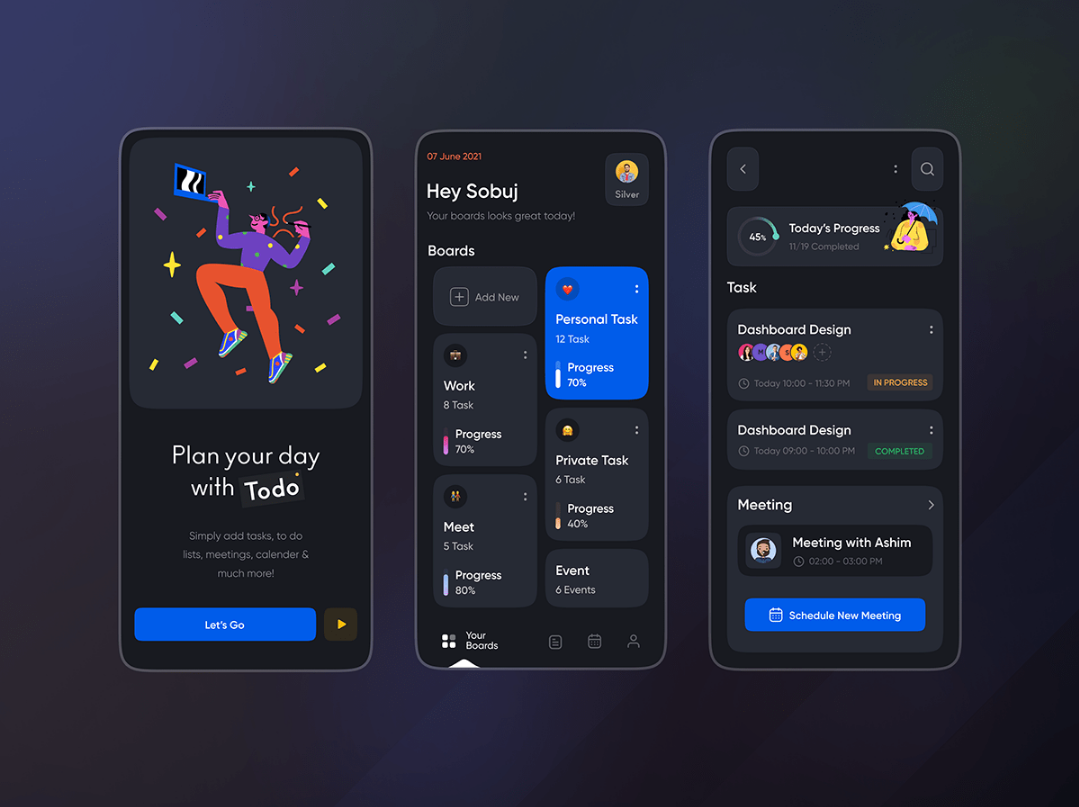 Plan your day
with Todo
Simply add tasks, to do
lists, meetings, calender &
much more!
Let's Go
07 June 2021
Hey Sobuj
Your boards looks great today!
Silver
Boards
Add New
Work
8 Task
Progress
70%
Meet
5 Task
Progress
80%
Personal Task
12 Task
Progress
70%
Private Task
6 Task
Progress
40%
Event
6 Events
Your
Boards
45%
Today's Progress
11/19 Completed
Task
Dashboard Design
Today 10:00 - 11:30 PM
IN PROGRESS
Dashboard Design
Today 09:00 - 10:00 PM
COMPLETED
Meeting
Meeting with Ashim
02:00 - 03:00 PM
Schedule New Meeting